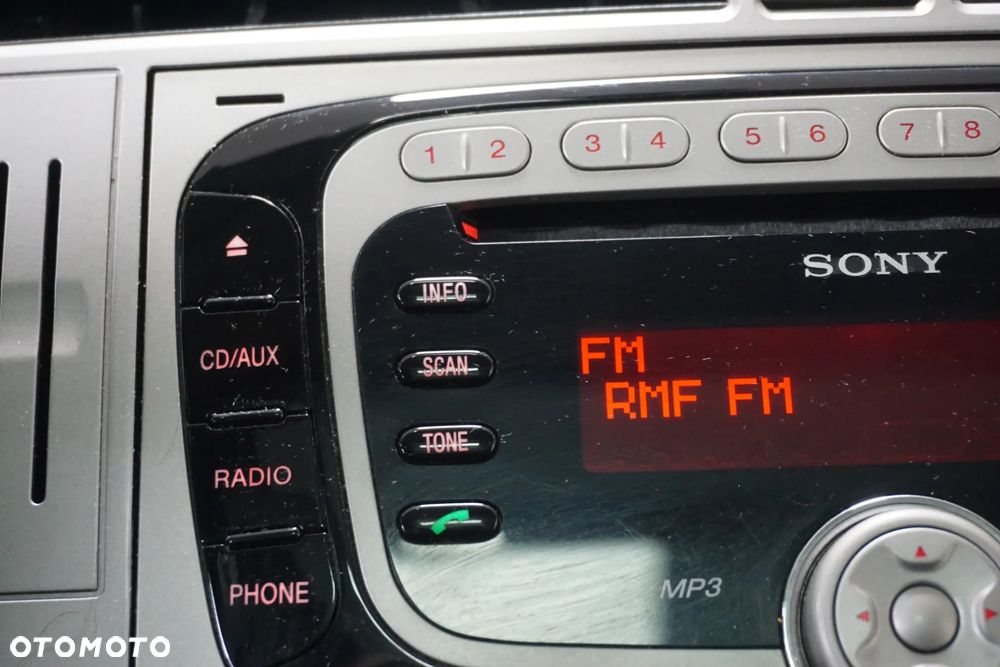 1 2 3 4 5 6 7 8
SONY
INFO
SCAN
TONE
CD/AUX
RADIO
PHONE
FM
RMF FM
MP3
OTOMOTO